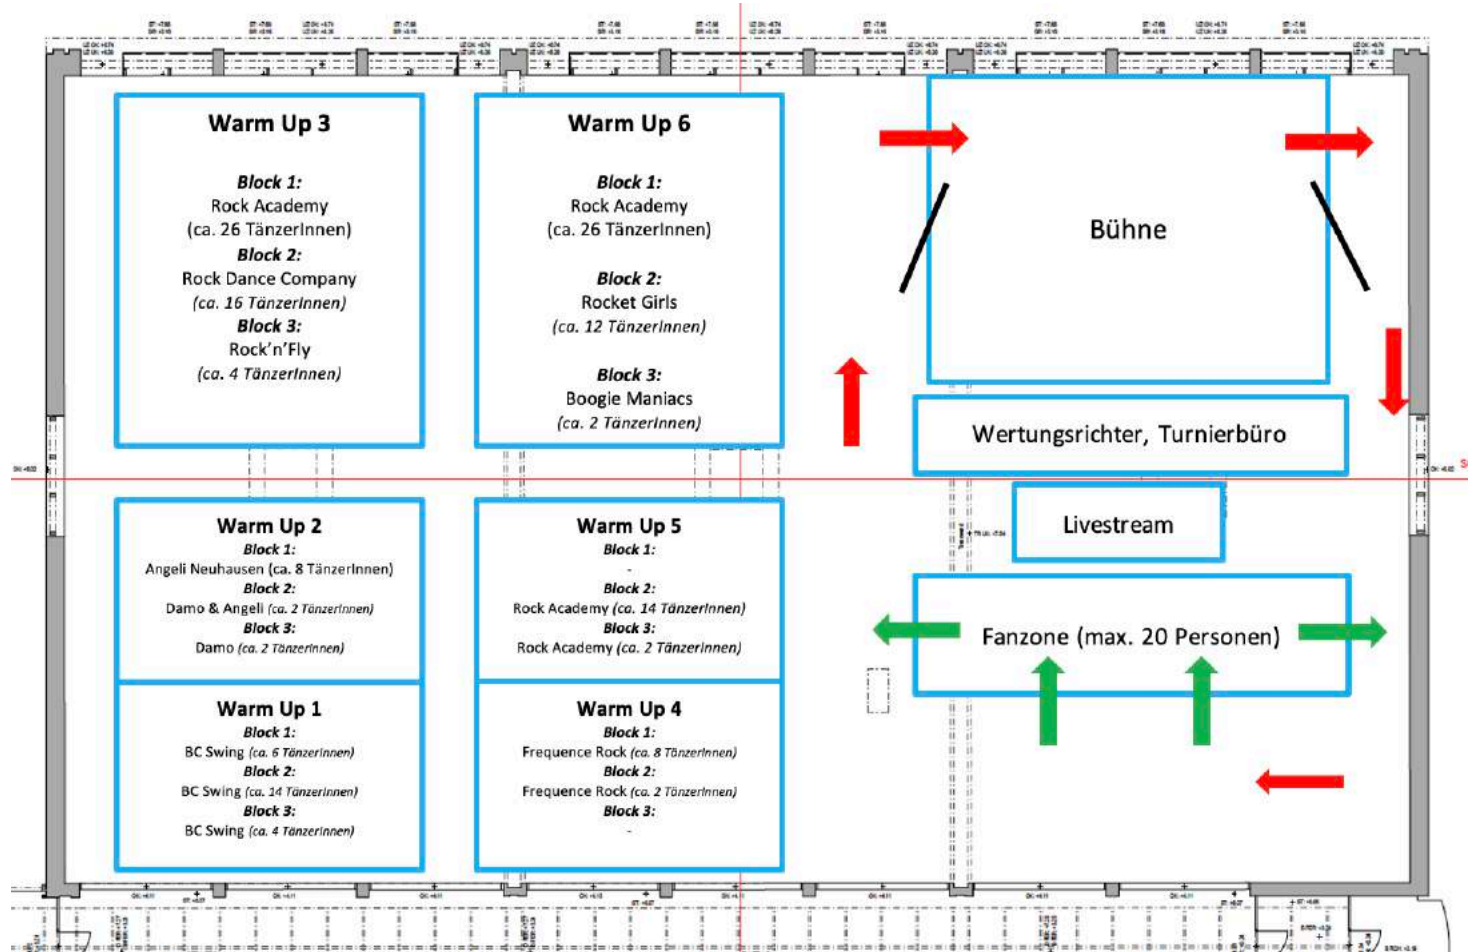 Warm Up 3
Block 1:
Rock Academy
(ca. 26 TänzerInnen)
Block 2:
Rock Dance Company
(ca. 16 TänzerInnen)
Block 3:
Rock'n'Fly
(ca. 4 TänzerInnen)
Warm Up 6
Block 1:
Rock Academy
(ca. 26 TänzerInnen)
Block 2:
Rocket Girls
(ca. 12 TänzerInnen)
Block 3:
Boogie Maniacs
(ca. 2 TänzerInnen)
Bühne
Wertungsrichter, Turnierbüro
Livestream
Fanzone (max. 20 Personen)
Warm Up 2
Block 1:
Angeli Neuhausen (ca. 8 TänzerInnen)
Block 2:
Damo & Angeli (ca. 2 TänzerInnen)
Block 3:
Damo (ca. 2 TänzerInnen)
Warm Up 5
Block 1:
-
Block 2:
Rock Academy (ca. 14 TänzerInnen)
Block 3:
Rock Academy (ca. 2 TänzerInnen)
Warm Up 1
Block 1:
BC Swing (ca. 6 TänzerInnen)
Block 2:
BC Swing (ca. 14 TänzerInnen)
Block 3:
BC Swing (ca. 4 TänzerInnen)
Warm Up 4
Block 1:
Frequence Rock (ca. 8 TänzerInnen)
Block 2:
Frequence Rock (ca. 2 TänzerInnen)
Block 3:
-